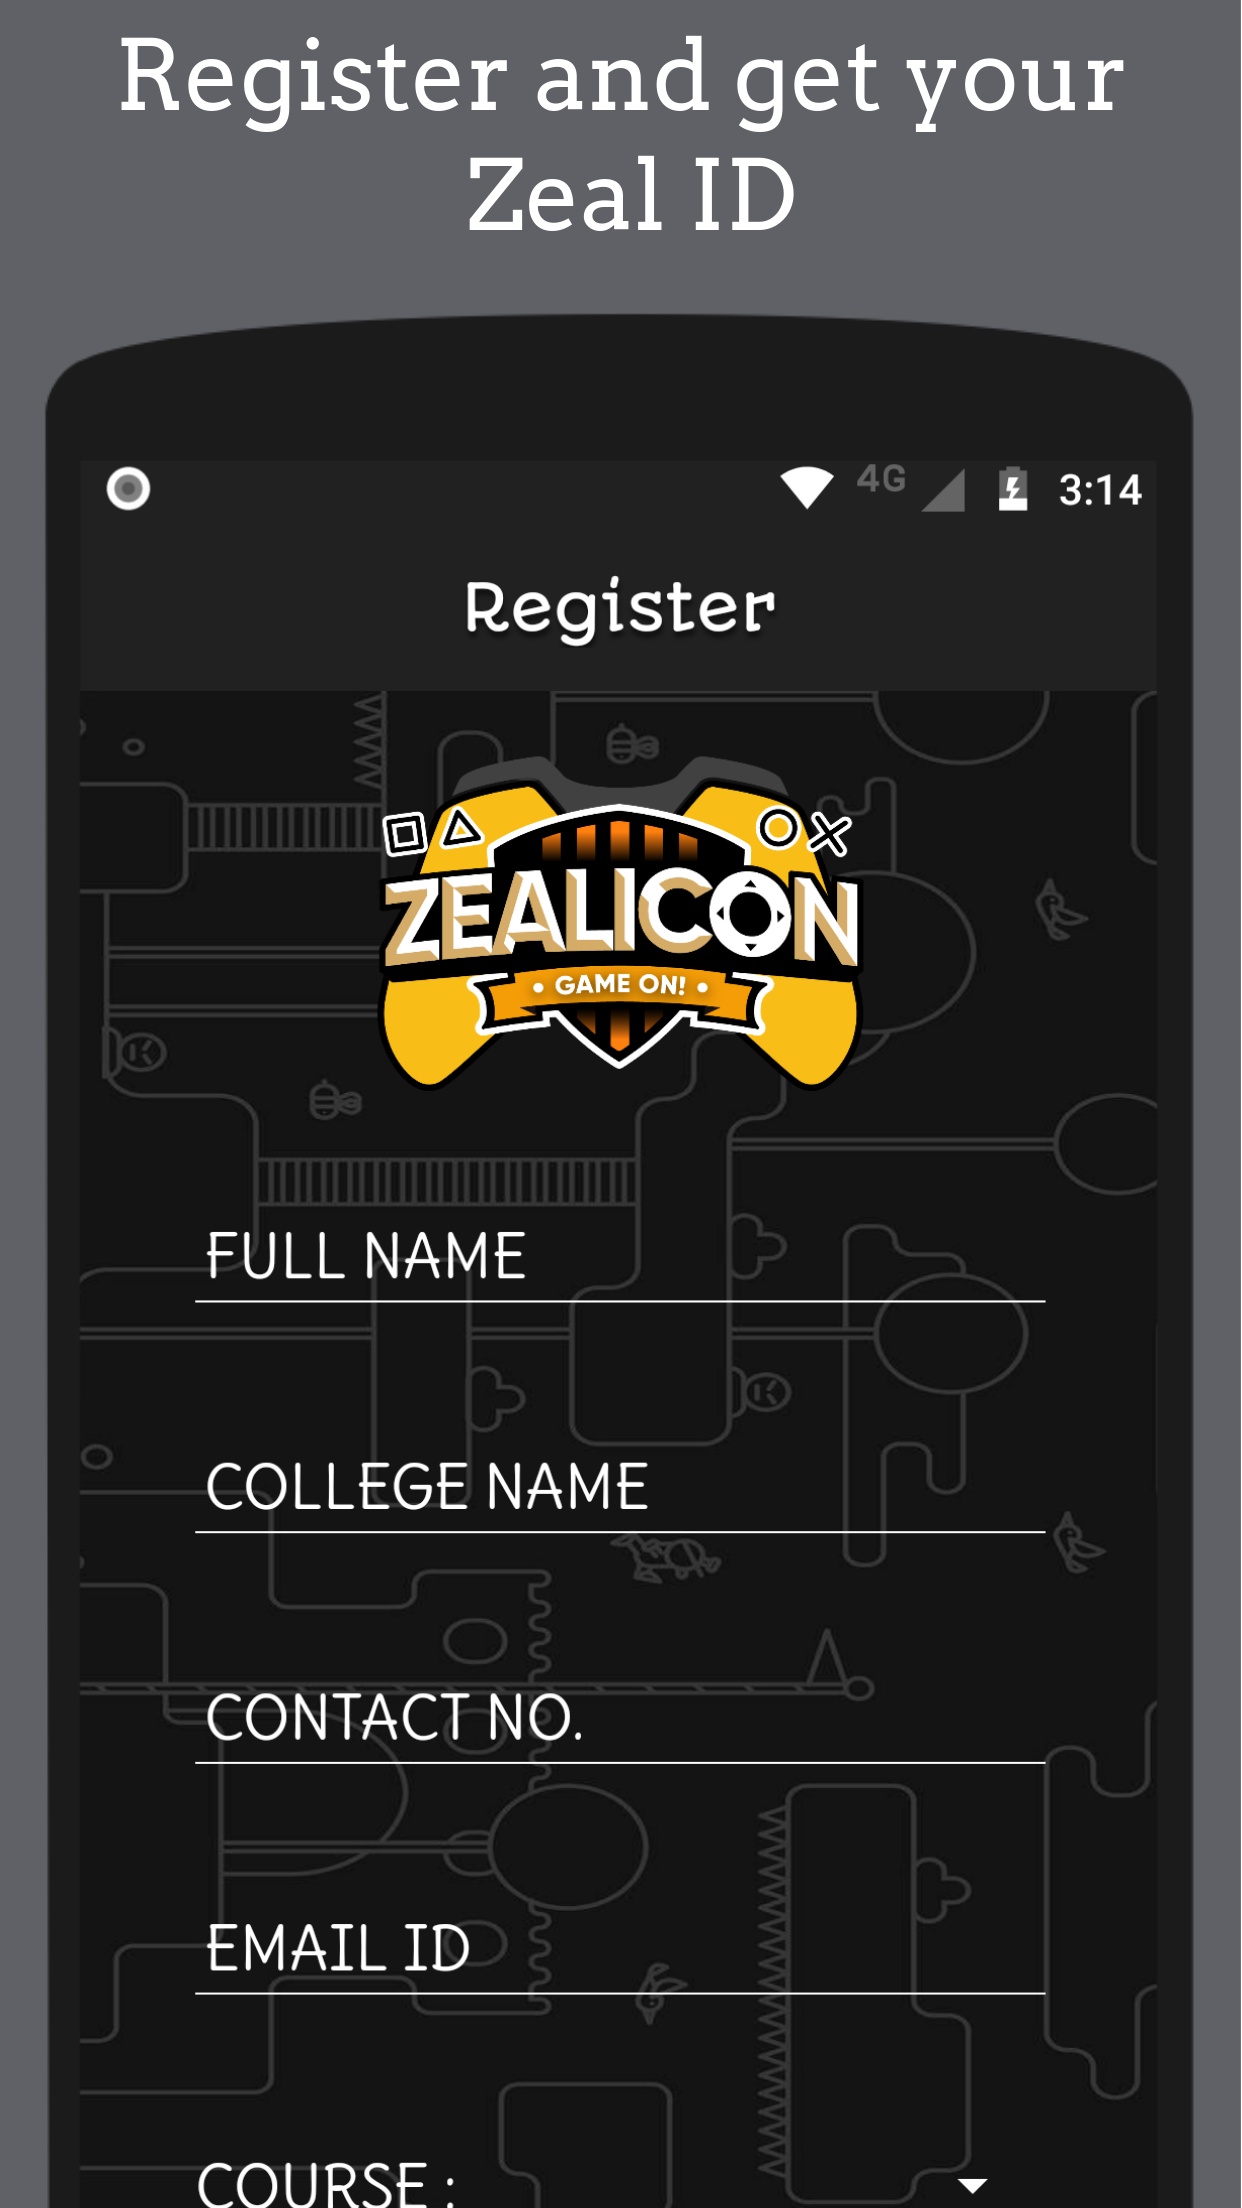 Register and get your
Zeal ID
4G 3:14
Register
ZEALICON
• GAME ON! •
FULL NAME
COLLEGE NAME
CONTACT NO.
EMAIL ID
COURSE :